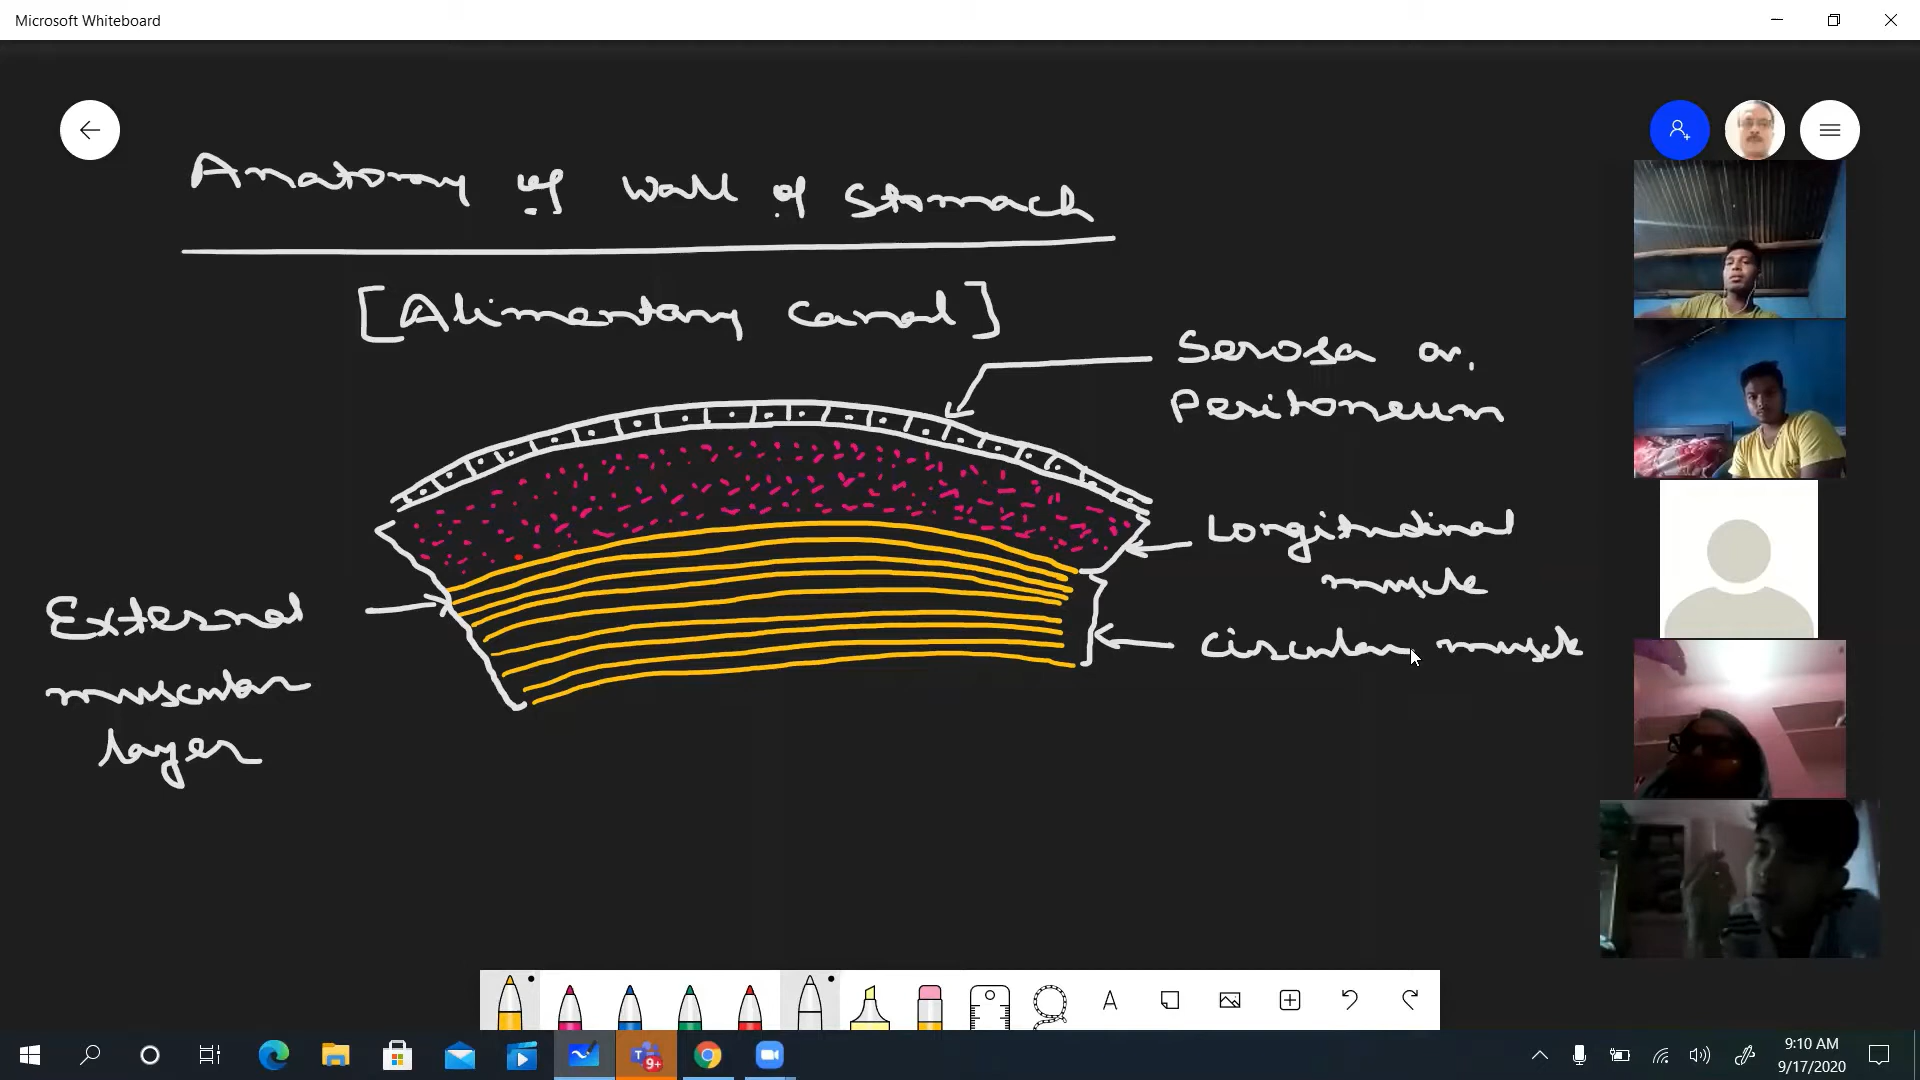 Microsoft Whiteboard
Anatomy of wall of stomach
[Alimentary canal]
Serosa or.
Peritoneum
Longitudinal
muscle
External
muscular
layer
Circular muscle
A
9+
9:10 AM
9/17/2020